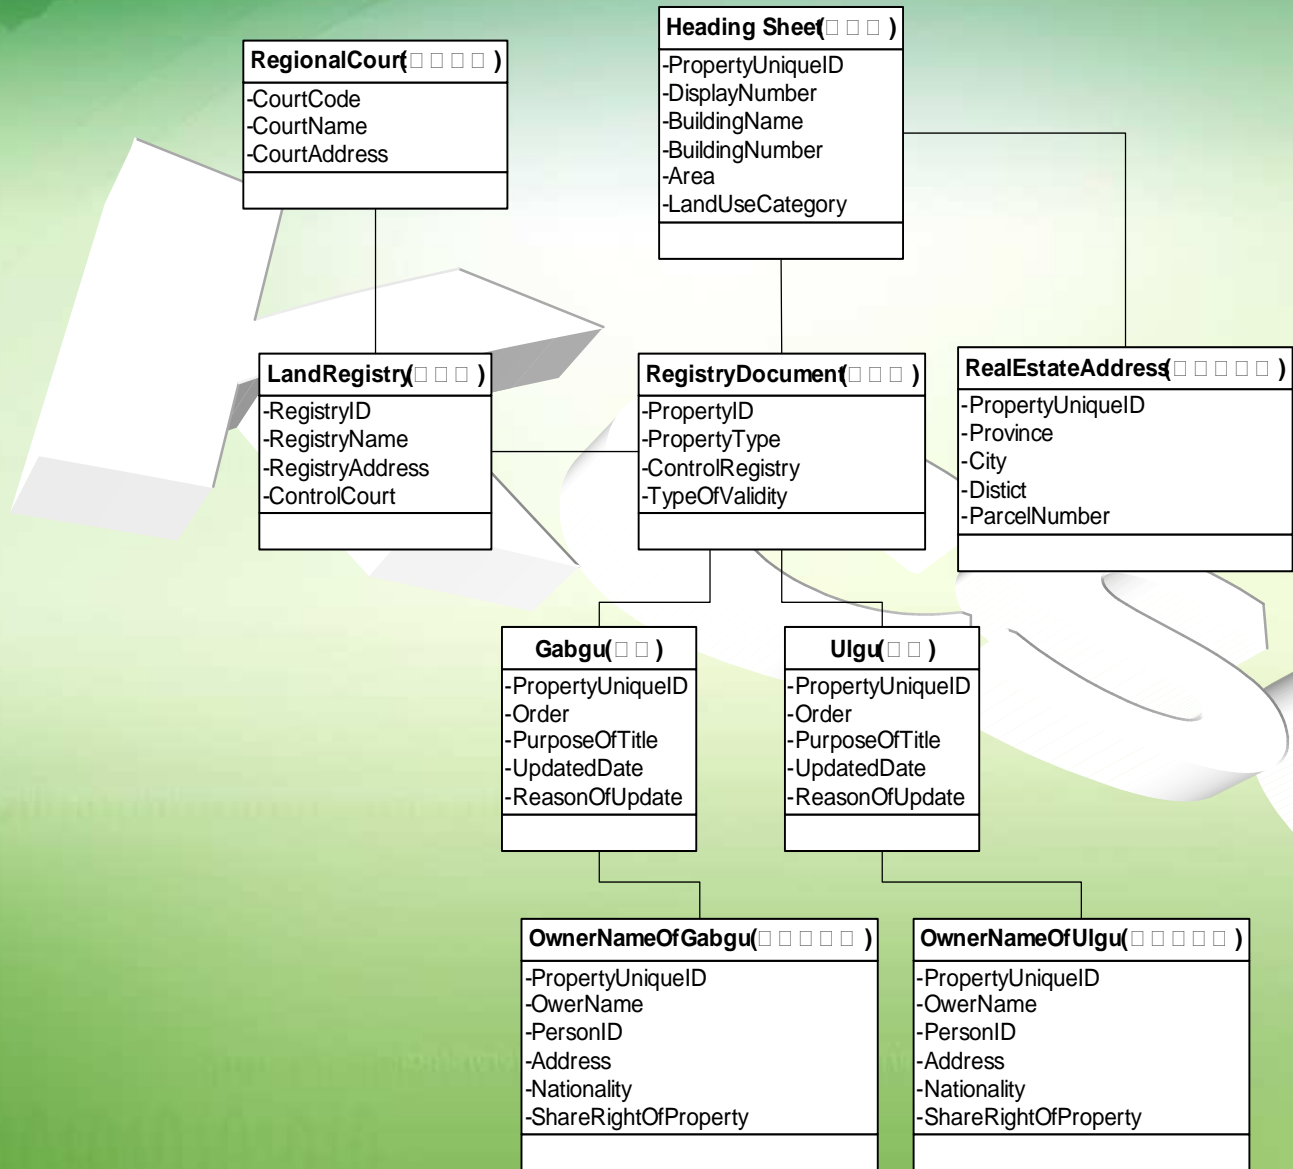 RegionalCourt(□□□□)
-CourtCode
-CourtName
-CourtAddress
Heading Sheet(□□□)
-PropertyUniqueID
-DisplayNumber
-BuildingName
-BuildingNumber
-Area
-LandUseCategory
LandRegistry(□□□)
-RegistryID
-RegistryName
-RegistryAddress
-ControlCourt
RegistryDocument(□□□)
-PropertyID
-PropertyType
-ControlRegistry
-TypeOfValidity
RealEstateAddress(□□□□□)
-PropertyUniqueID
-Province
-City
-Distict
-ParcelNumber
Gabgu(□□)
-PropertyUniqueID
-Order
-PurposeOfTitle
-UpdatedDate
-ReasonOfUpdate
Ulgu(□□)
-PropertyUniqueID
-Order
-PurposeOfTitle
-UpdatedDate
-ReasonOfUpdate
OwnerNameOfGabgu(□□□□□)
-PropertyUniqueID
-OwerName
-PersonID
-Address
-Nationality
-ShareRightOfProperty
OwnerNameOfUlgu(□□□□□)
-PropertyUniqueID
-OwerName
-PersonID
-Address
-Nationality
-ShareRightOfProperty